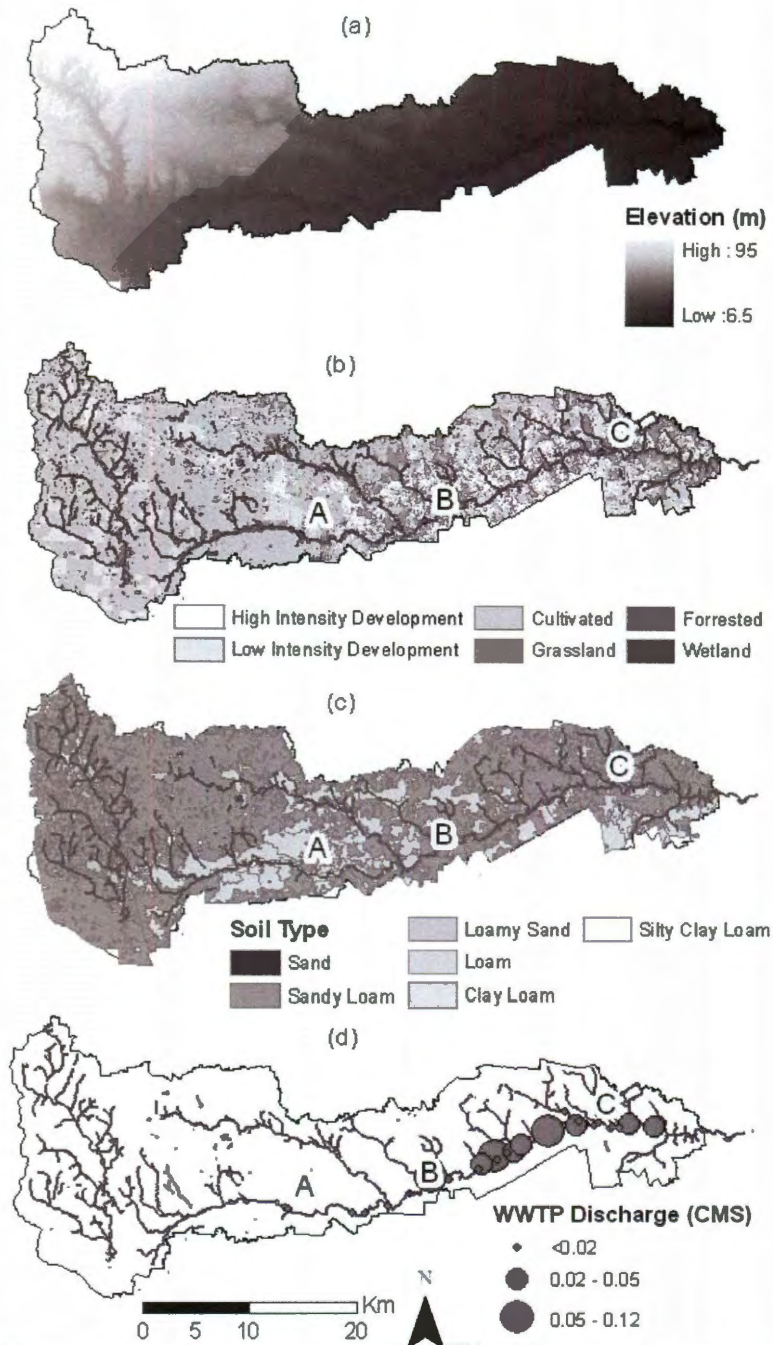 (a)
Elevation (m)
High : 95
Low :6.5
(b)
A
B
C
High Intensity Development
Cultivated
Forrested
Low Intensity Development
Grassland
Wetland
(c)
A
B
C
Soil Type
Loamy Sand
Silty Clay Loam
Sand
Loam
Sandy Loam
Clay Loam
(d)
A
B
C
WWTP Discharge (CMS)
<0.02
0.02 - 0.05
0.05 - 0.12
N
Km
0 5 10 20